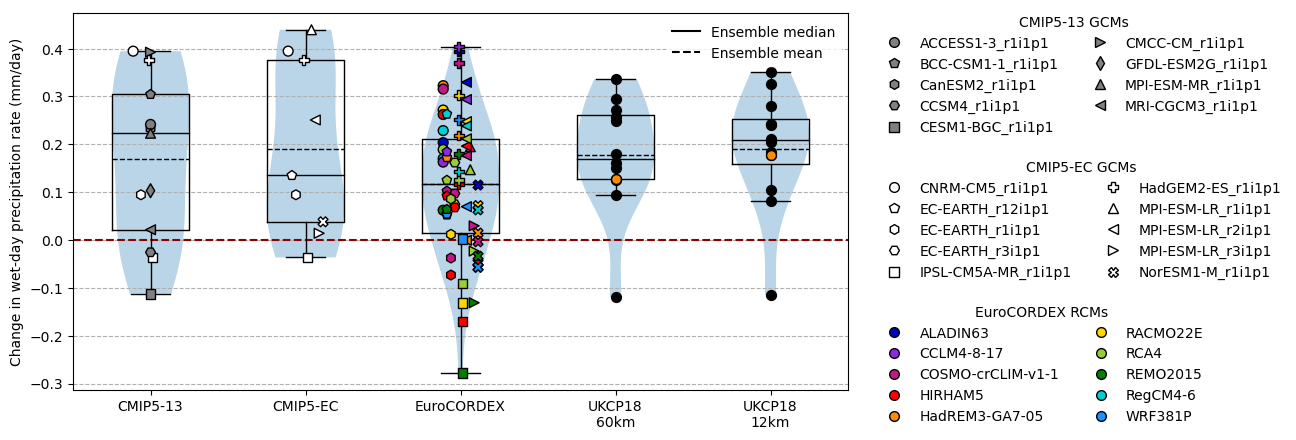 Change in wet-day precipitation rate (mm/day)
0.4
0.3
0.2
0.1
0.0
−0.1
−0.2
−0.3
Ensemble median
Ensemble mean
CMIP5-13
CMIP5-EC
EuroCORDEX
UKCP18
60km
UKCP18
12km
CMIP5-13 GCMs
ACCESS1-3_r1i1p1
BCC-CSM1-1_r1i1p1
CanESM2_r1i1p1
CCSM4_r1i1p1
CESM1-BGC_r1i1p1
CMCC-CM_r1i1p1
GFDL-ESM2G_r1i1p1
MPI-ESM-MR_r1i1p1
MRI-CGCM3_r1i1p1
CMIP5-EC GCMs
CNRM-CM5_r1i1p1
EC-EARTH_r12i1p1
EC-EARTH_r1i1p1
EC-EARTH_r3i1p1
IPSL-CM5A-MR_r1i1p1
HadGEM2-ES_r1i1p1
MPI-ESM-LR_r1i1p1
MPI-ESM-LR_r2i1p1
MPI-ESM-LR_r3i1p1
NorESM1-M_r1i1p1
EuroCORDEX RCMs
ALADIN63
CCLM4-8-17
COSMO-crCLIM-v1-1
HIRHAM5
HadREM3-GA7-05
RACMO22E
RCA4
REMO2015
RegCM4-6
WRF381P